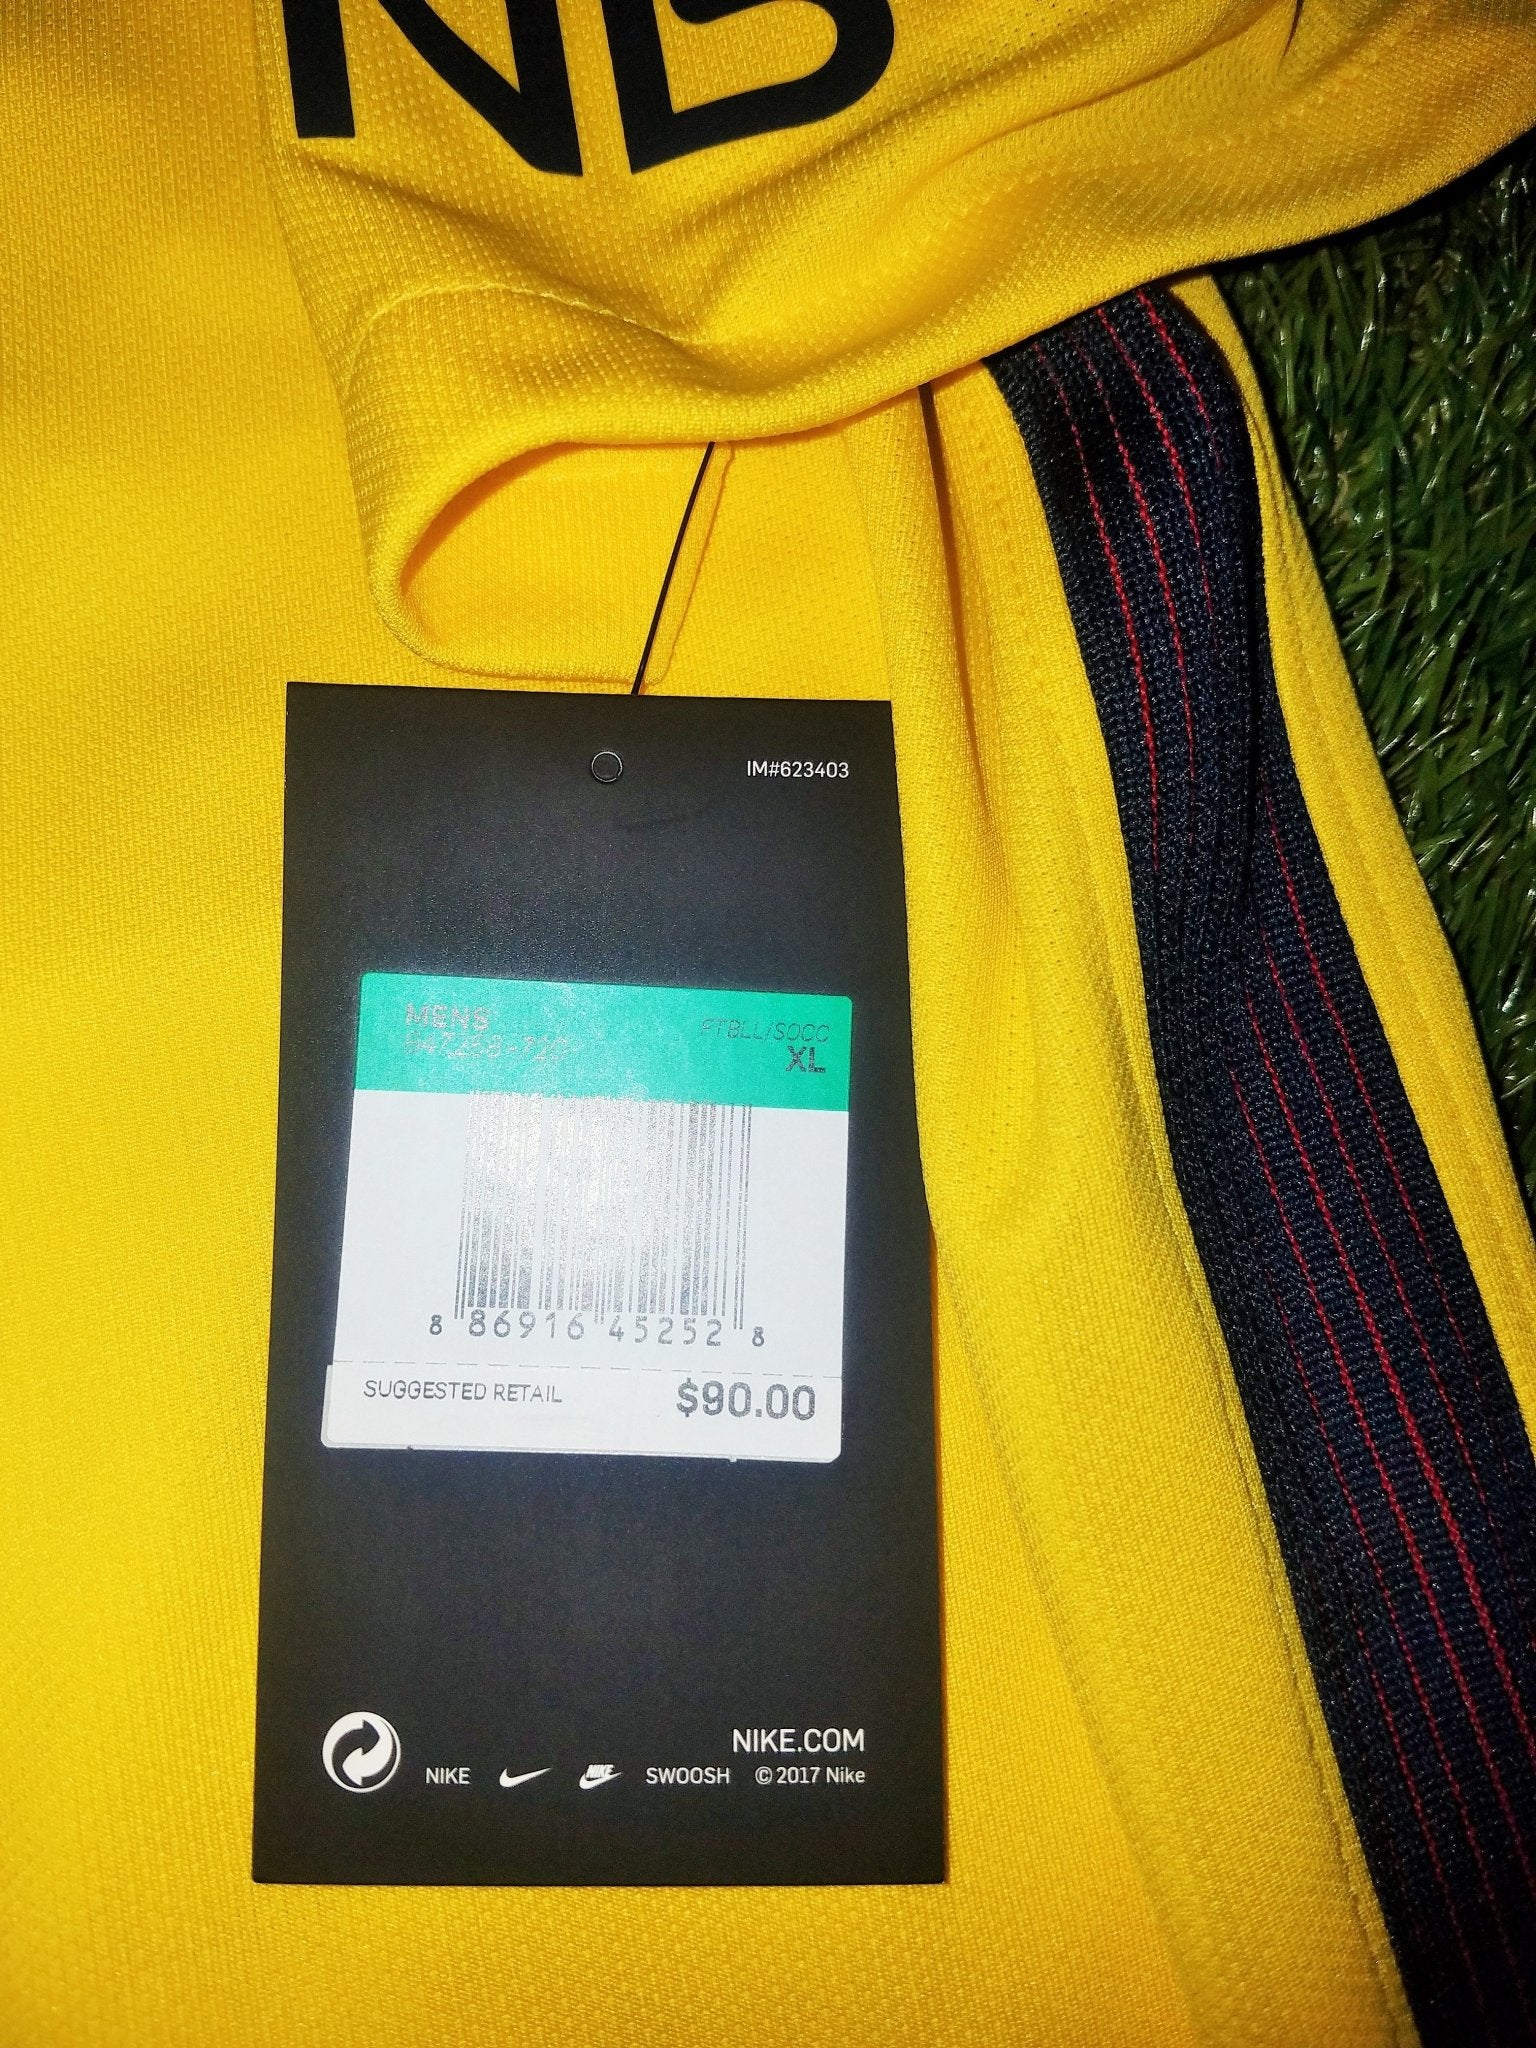 IM#623403
MENS
FTBLL/SOCC
XL
8 86916 45252 8
SUGGESTED RETAIL $90.00
NIKE.COM
NIKE NIKE SWOOSH © 2017 Nike